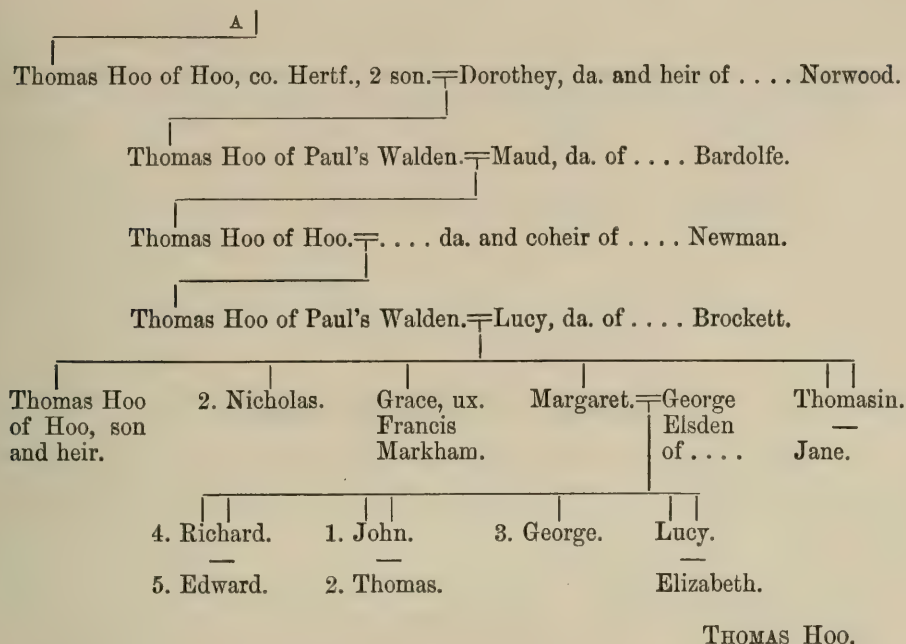 A
Thomas Hoo of Hoo, co. Hertf., 2 son.=Dorothey, da. and heir of . . . . Norwood.
Thomas Hoo of Paul's Walden.=Maud, da. of . . . . Bardolfe.
Thomas Hoo of Hoo.=. . . . da. and coheir of . . . . Newman.
Thomas Hoo of Paul's Walden.=Lucy, da. of . . . . Brockett.
Thomas Hoo
of Hoo, son
and heir.
2. Nicholas.
Grace, ux.
Francis
Markham.
Margaret.=George
Elsden
of . . . .
Thomasin.
—
Jane.
4. Richard.
—
5. Edward.
1. John.
—
2. Thomas.
3. George.
Lucy.
—
Elizabeth.
THOMAS HOO.